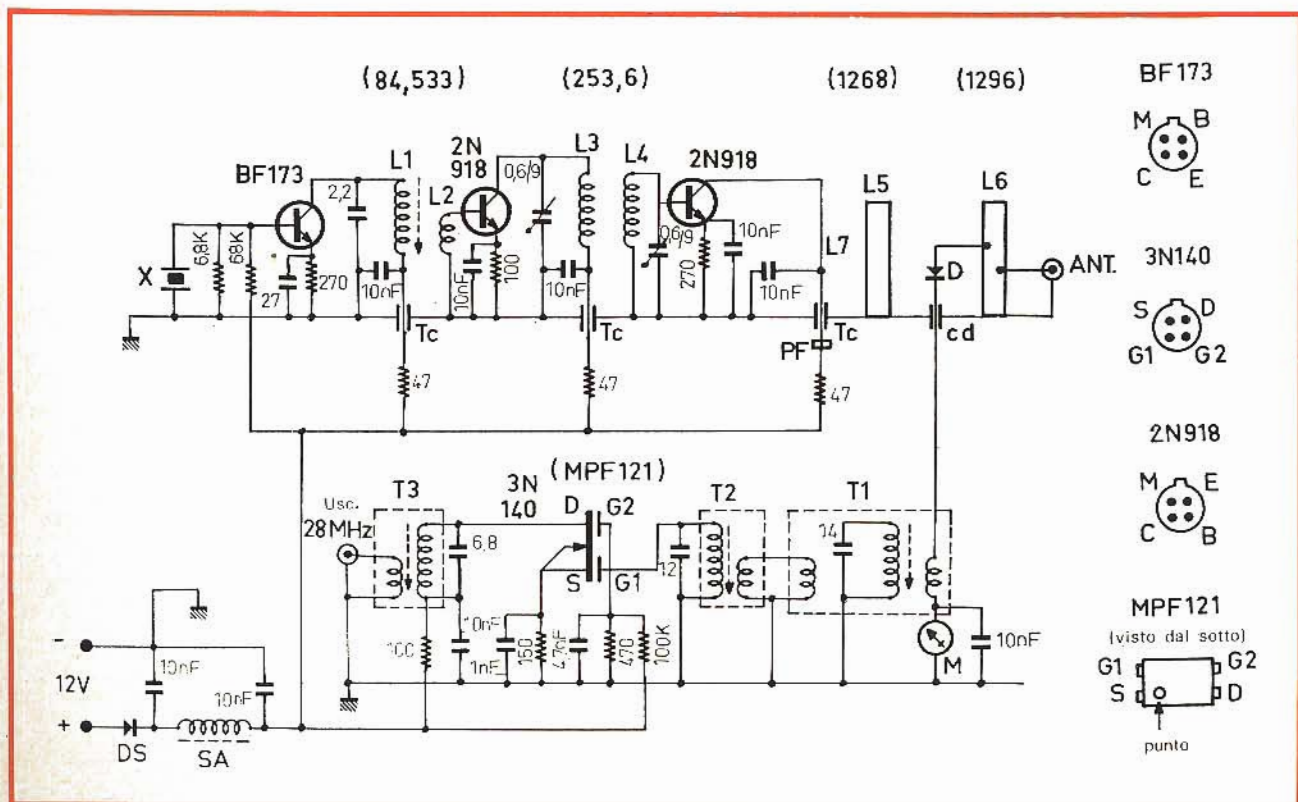 (84,533)
(253,6)
(1268)
(1296)
BF173
M B
C E
3N140
S D
G1 G2
2N918
M E
C B
MPF121
(visto dal sotto)
G1 G2
S D
punto
BF173
2,2
L1
L2
2N
918
0,6/9
L3
L4
2N918
0,6/9
L5
L6
L7
X
6,8K
68K
27
270
10nF
10nF
100
10nF
270
10nF
10nF
D
ANT.
Tc
Tc
PF
Tc
cd
47
47
47
T3
3N
140
(MPF121)
D
G2
T2
T1
Usc.
28MHz
6,8
S
G1
12
14
100
10nF
1nF
150
4,7nF
470
100K
M
10nF
-
12V
+
10nF
10nF
DS
SA